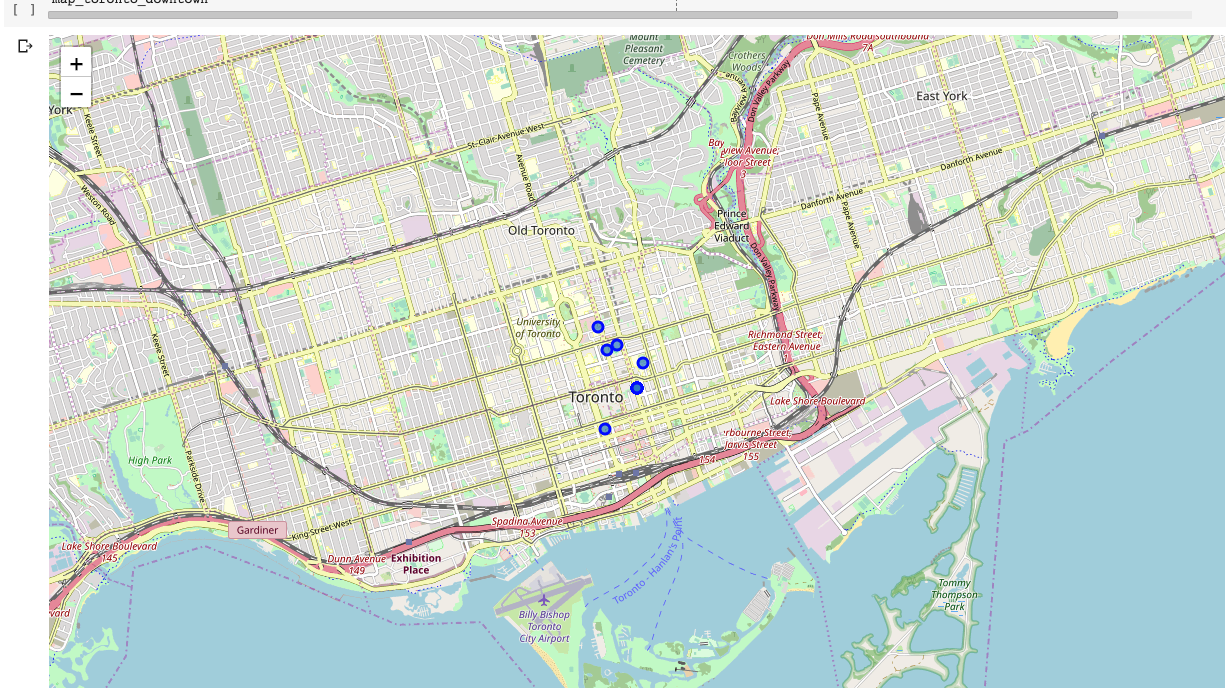 [ ]
map_toronto_downtown
+
−
York
Mount
Pleasant
Cemetery
Crothers
Woods
Don Mills Road Southbound
7A
East York
Keele Street
St-Clair Avenue West
Bayview Avenue
Don Valley Parkway
Pape Avenue
Bay
view Avenue;
loor Street
3
Danforth Avenue
Avenue Road
Weston Road
Danforth Avenue
Pape Avenue
Prince
Edward
Viaduct
Old Toronto
Don Valley Parkway
University
of Toronto
Keele Street
Richmond Street;
Eastern Avenue
Toronto
Lake Shore Boulevard
rbourne Street;
Jarvis Street
155
154
High Park
Parkside Drive
Gardiner
King Street West
Spadina Avenue
153
Lake Shore Boulevard
145
Dunn Avenue
149
Exhibition
Place
Toronto - Hanlan's Point
Billy Bishop
Toronto
City Airport
Tommy
Thompson
Park
vard